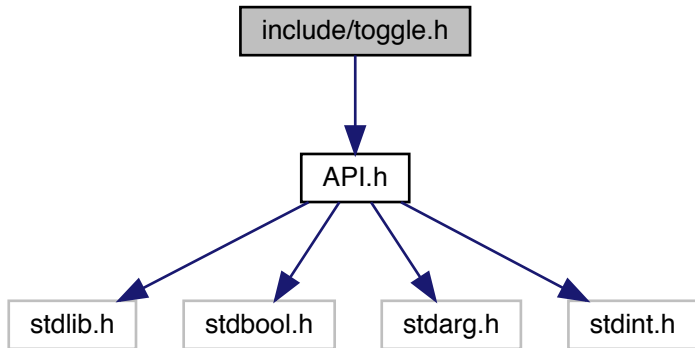 include/toggle.h
API.h
stdlib.h
stdbool.h
stdarg.h
stdint.h